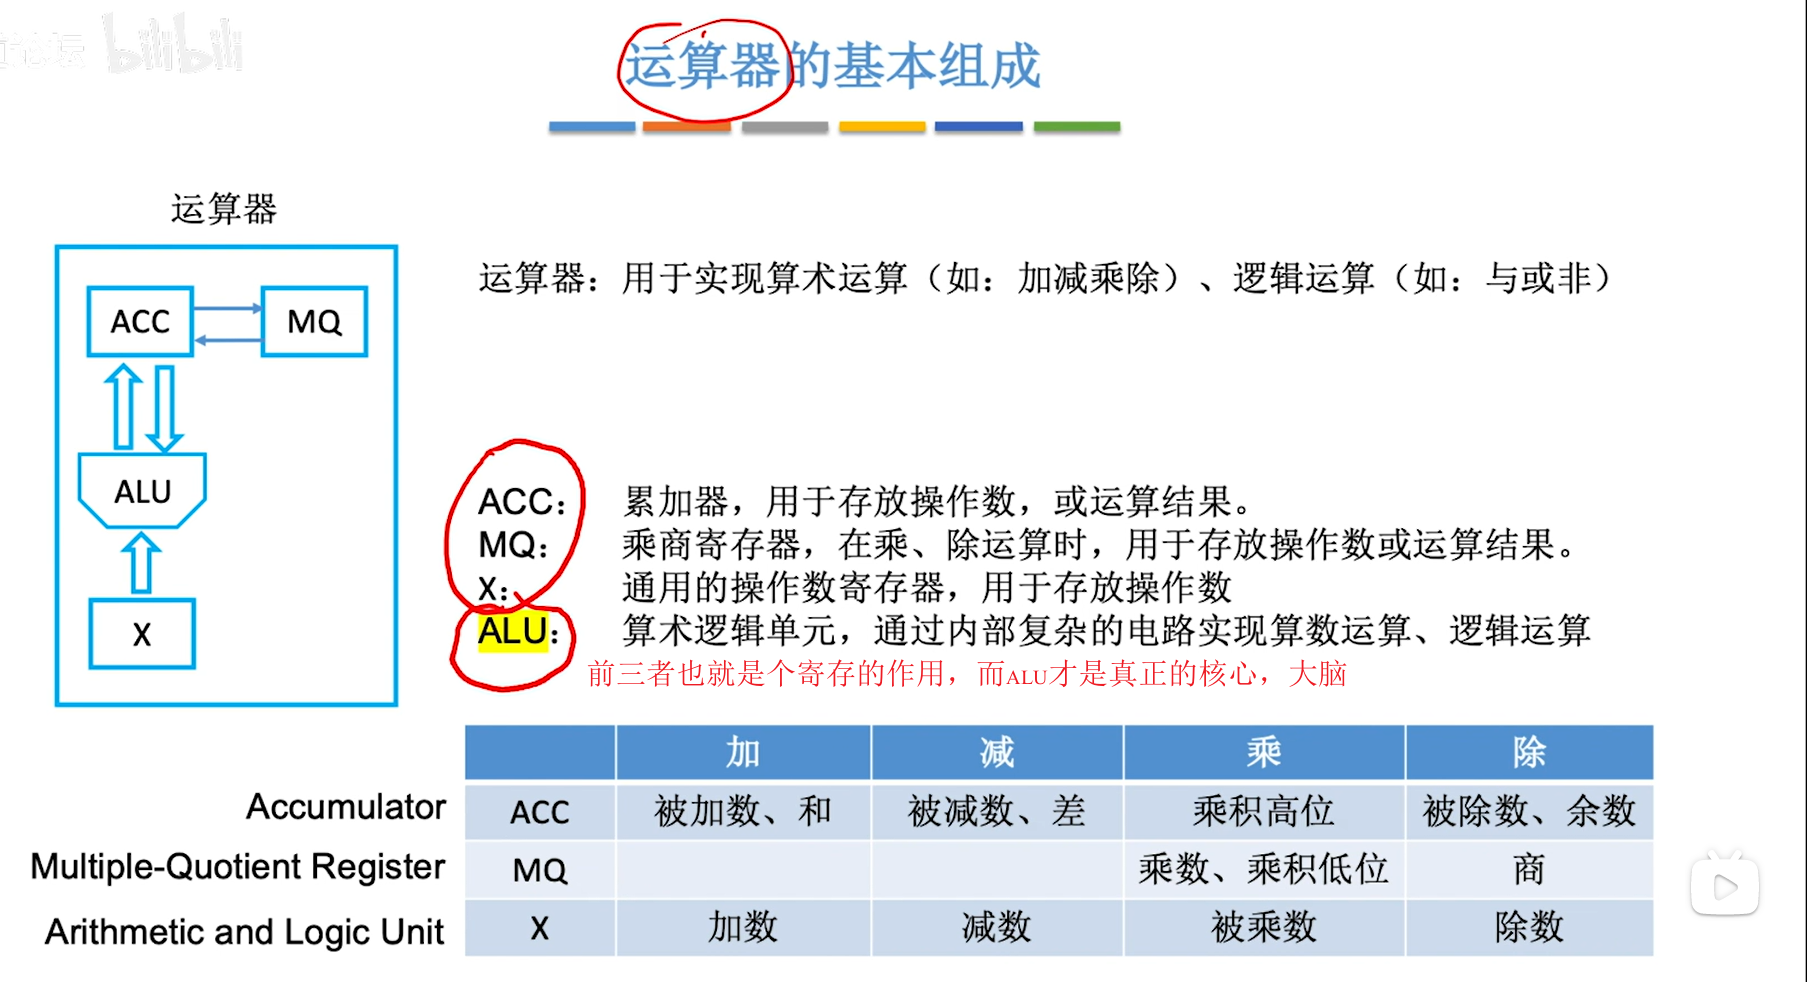 论坛 bilibili
运算器的基本组成
运算器
ACC
MQ
ALU
X
运算器：用于实现算术运算（如：加减乘除）、逻辑运算（如：与或非）
ACC： 累加器，用于存放操作数，或运算结果。
MQ： 乘商寄存器，在乘、除运算时，用于存放操作数或运算结果。
X： 通用的操作数寄存器，用于存放操作数
ALU： 算术逻辑单元，通过内部复杂的电路实现算数运算、逻辑运算
前三者也就是个寄存的作用，而ALU才是真正的核心，大脑
加 减 乘 除
Accumulator ACC 被加数、和 被减数、差 乘积高位 被除数、余数
Multiple-Quotient Register MQ 乘数、乘积低位 商
Arithmetic and Logic Unit X 加数 减数 被乘数 除数